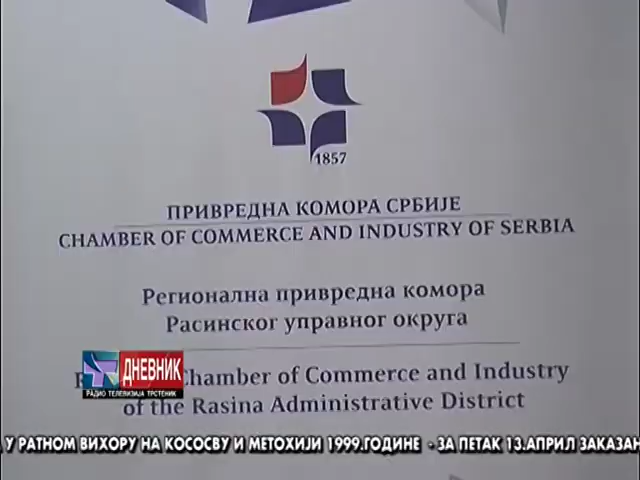 1857
ПРИВРЕДНА КОМОРА СРБИЈЕ
CHAMBER OF COMMERCE AND INDUSTRY OF SERBIA
Регионална привредна комора
Расинског управног округа
Chamber of Commerce and Industry
of the Rasina Administrative District
ДНЕВНИК
РАДИО ТЕЛЕВИЗИЈА ТРСТЕНИК
У РАТНОМ ВИХОРУ НА КОСОСВУ И МЕТОХИЈИ 1999.ГОДИНЕ - ЗА ПЕТАК 13.АПРИЛ ЗАКАЗАН